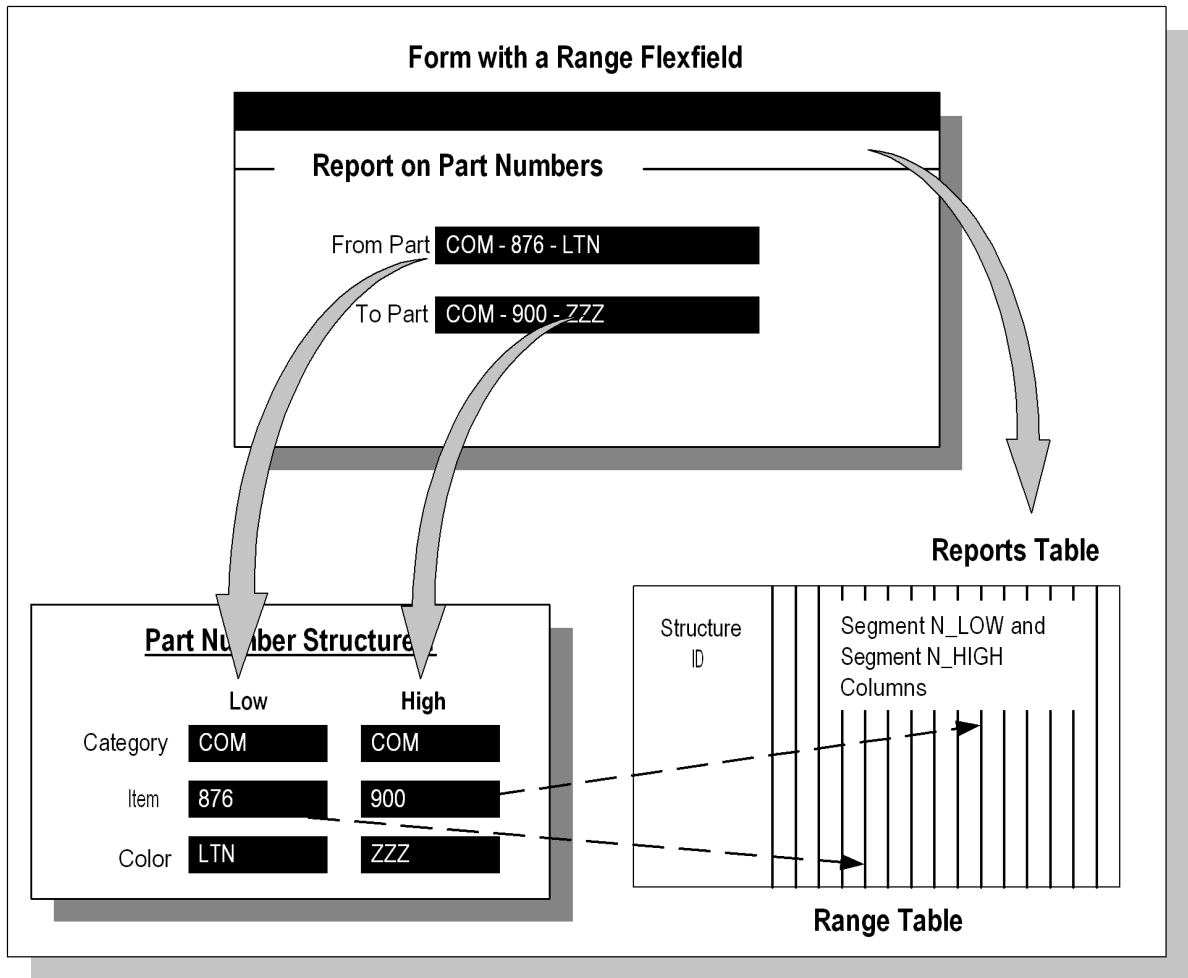 Form with a Range Flexfield
Report on Part Numbers
From Part COM - 876 - LTN
To Part COM - 900 - ZZZ
Reports Table
Part Number Structure
Low High
Category COM COM
Item 876 900
Color LTN ZZZ
Structure
ID
Segment N_LOW and
Segment N_HIGH
Columns
Range Table